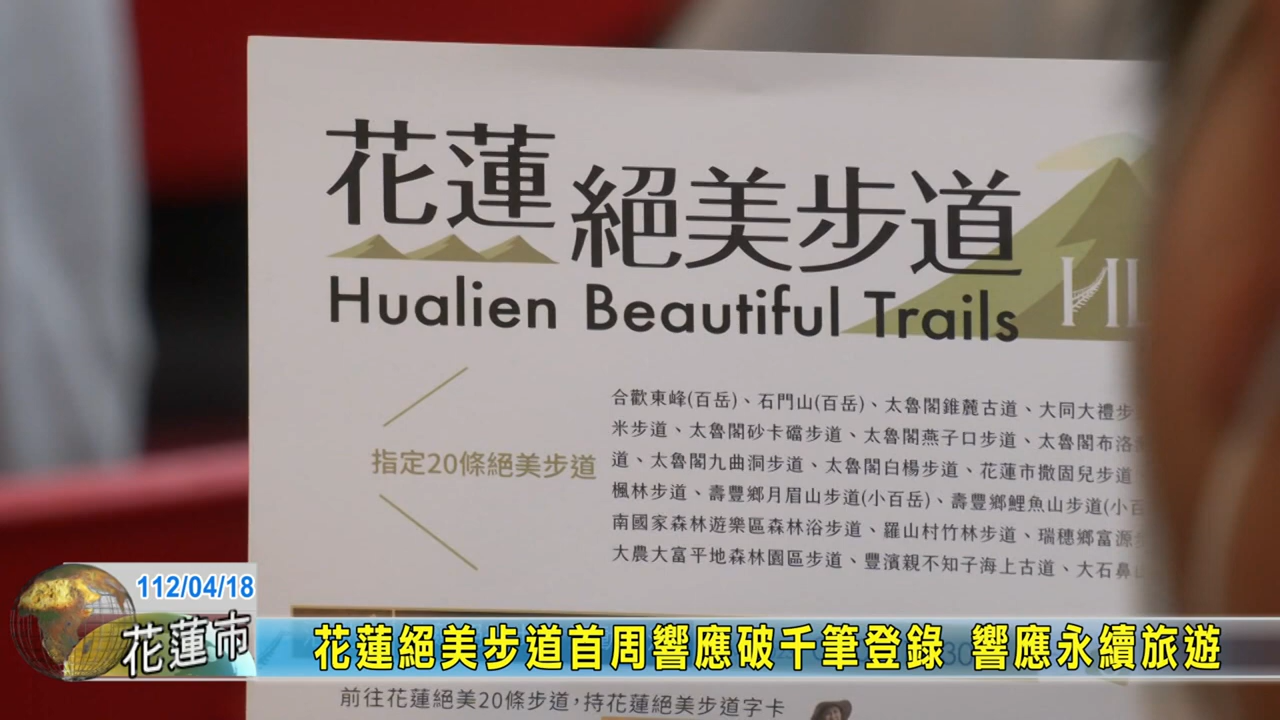 花蓮絕美步道
Hualien Beautiful Trails
指定20條絕美步道
合歡東峰(百岳)、石門山(百岳)、太魯閣錐麓古道、大同大禮步
米步道、太魯閣砂卡礑步道、太魯閣燕子口步道、太魯閣布洛
道、太魯閣九曲洞步道、太魯閣白楊步道、花蓮市撒固兒步道
楓林步道、壽豐鄉月眉山步道(小百岳)、壽豐鄉鯉魚山步道(小百
南國家森林遊樂區森林浴步道、羅山村竹林步道、瑞穗鄉富源
大農大富平地森林園區步道、豐濱親不知子海上古道、大石鼻山
112/04/18
花蓮市
花蓮絕美步道首周響應破千筆登錄 響應永續旅遊
前往花蓮絕美20條步道,持花蓮絕美步道字卡